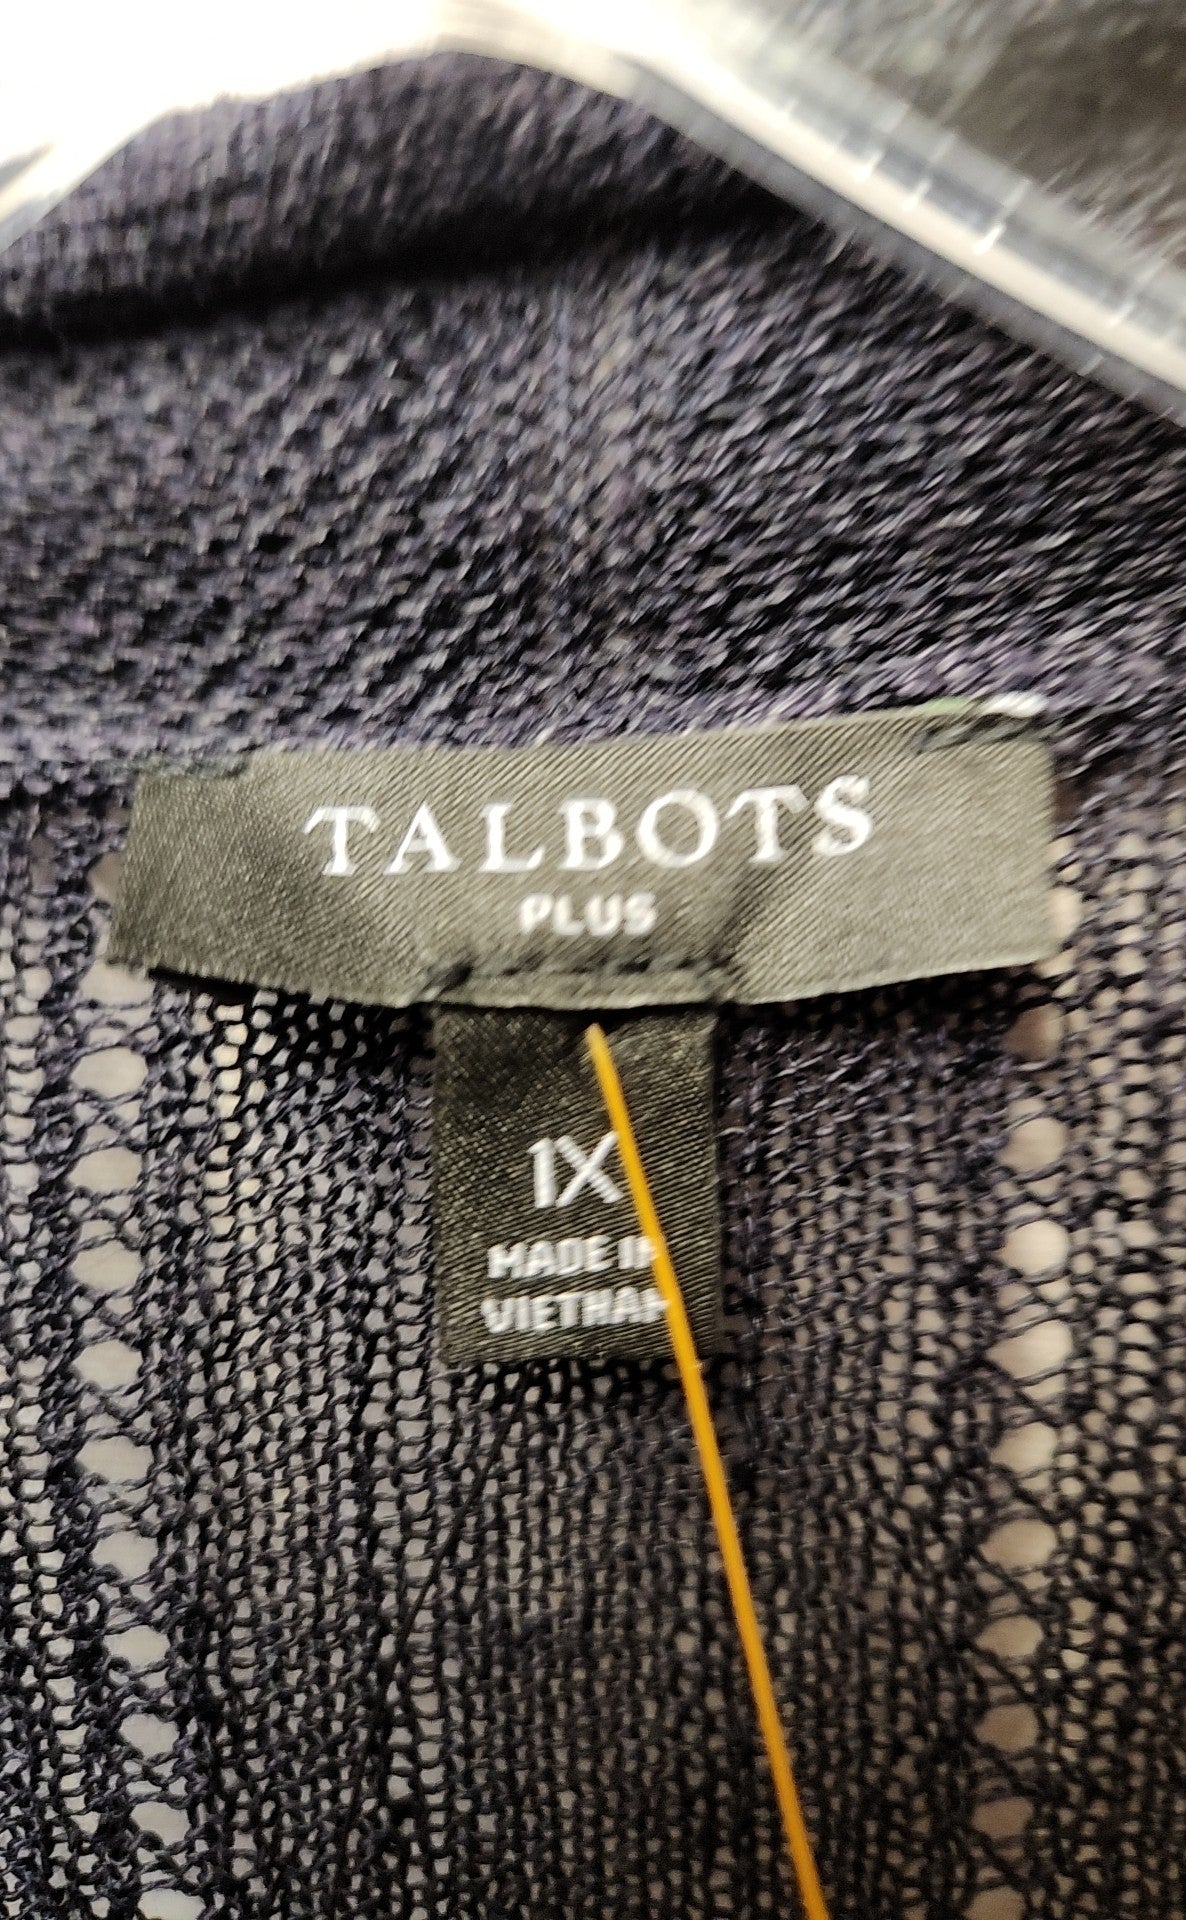 TALBOTS
PLUS
1X
MADE IN
VIETNAM